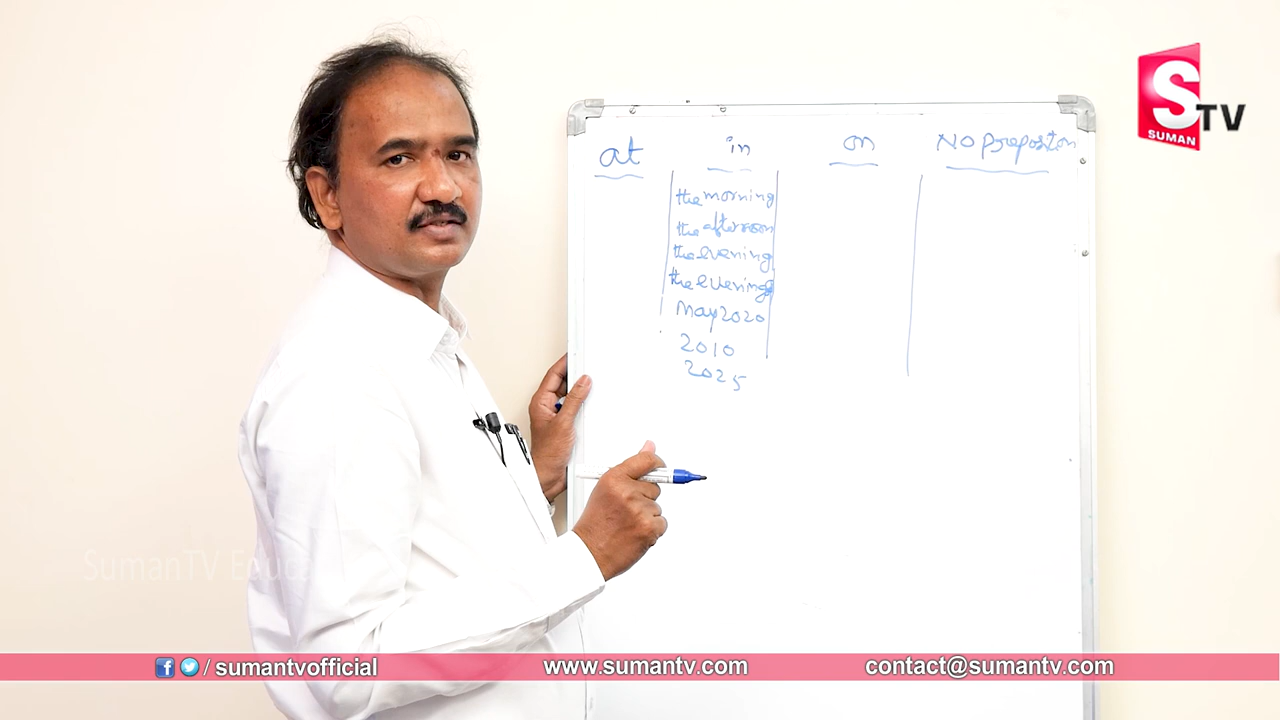 S
TV
SUMAN
at in on NO preposition
the morning
the afternoon
the evening
the evening
May 2020
2010
2025
SumanTV Educa
/ sumantvofficial www.sumantv.com contact@sumantv.com